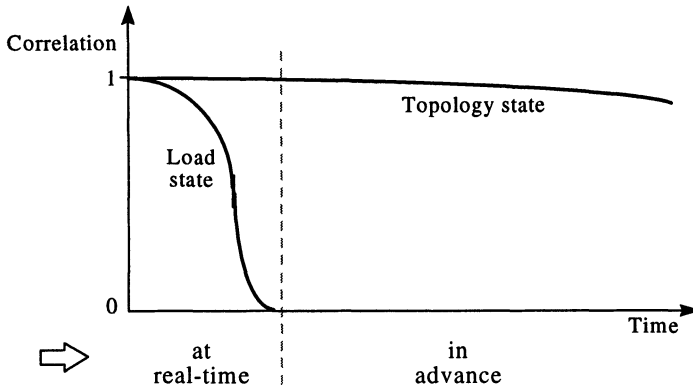 Correlation
1
Topology state
Load
state
0
Time
at
real-time
in
advance